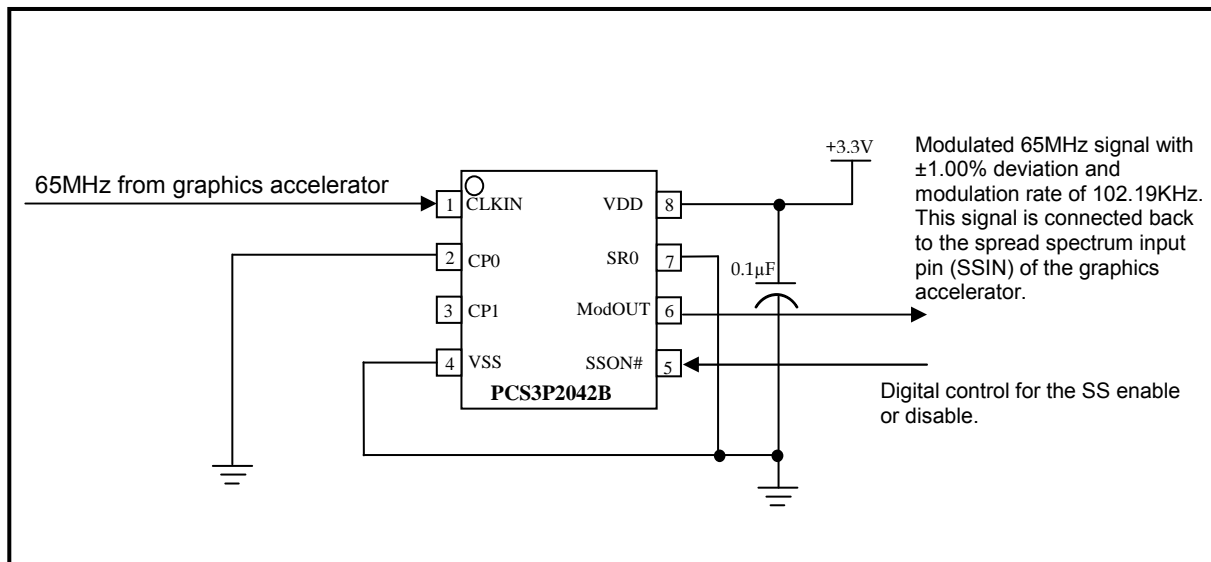 65MHz from graphics accelerator
1 CLKIN
2 CP0
3 CP1
4 VSS
VDD 8
SR0 7
ModOUT 6
SSON# 5
PCS3P2042B
+3.3V
0.1µF
Modulated 65MHz signal with
±1.00% deviation and
modulation rate of 102.19KHz.
This signal is connected back
to the spread spectrum input
pin (SSIN) of the graphics
accelerator.
Digital control for the SS enable
or disable.